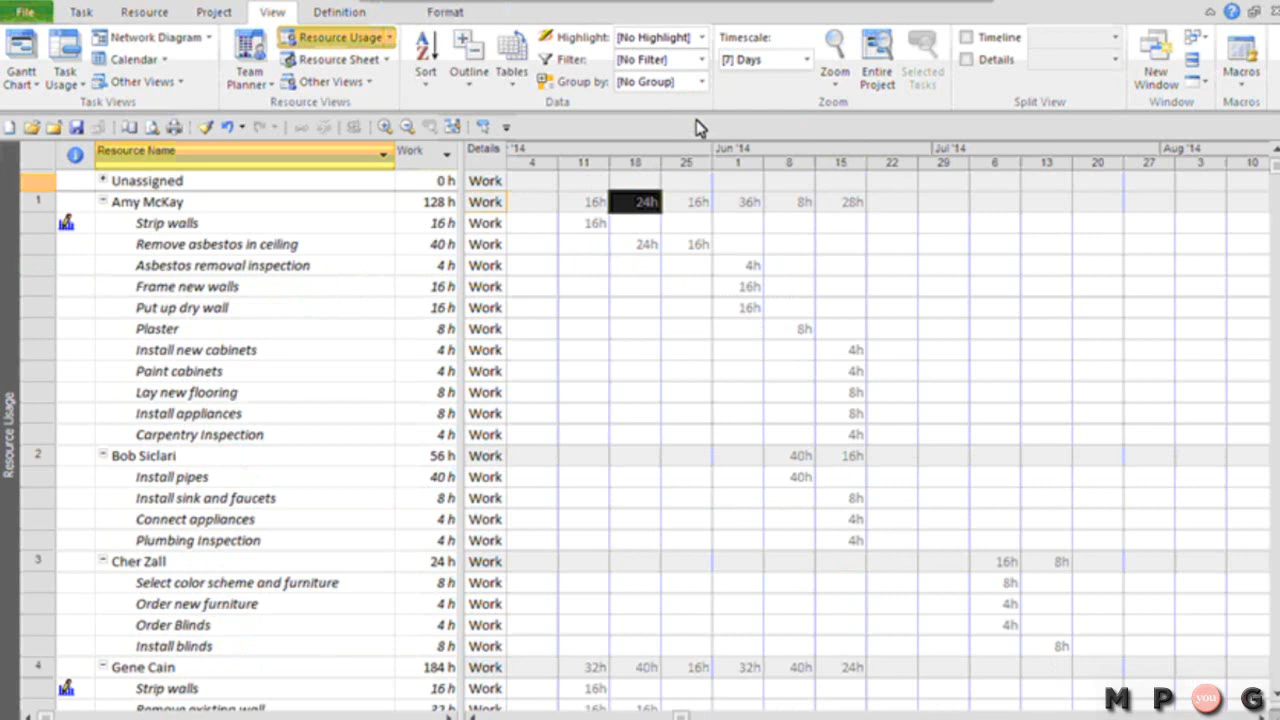 File Task Resource Project View Definition Format
Network Diagram Resource Usage Highlight: [No Highlight] Timescale: Timeline
Calendar Resource Sheet Filter: [No Filter] [7] Days Details
Gantt Chart Task Usage Other Views Team Planner Other Views Sort Outline Tables Group by: [No Group] Zoom Entire Project Selected Tasks New Window Macros
Task Views Resource Views Data Zoom Split View Window Macros
Resource Name Work Details '14 Jun '14 Jul '14 Aug '14
4 11 18 25 1 8 15 22 29 6 13 20 27 3 10
Unassigned 0 h Work
1 Amy McKay 128 h Work 16h 24h 16h 36h 8h 28h
Strip walls 16 h Work 16h
Remove asbestos in ceiling 40 h Work 24h 16h
Asbestos removal inspection 4 h Work 4h
Frame new walls 16 h Work 16h
Put up dry wall 16 h Work 16h
Plaster 8 h Work 8h
Install new cabinets 4 h Work 4h
Paint cabinets 4 h Work 4h
Lay new flooring 8 h Work 8h
Install appliances 8 h Work 8h
Carpentry Inspection 4 h Work 4h
2 Bob Siclari 56 h Work 40h 16h
Install pipes 40 h Work 40h
Install sink and faucets 8 h Work 8h
Connect appliances 4 h Work 4h
Plumbing Inspection 4 h Work 4h
3 Cher Zall 24 h Work 16h 8h
Select color scheme and furniture 8 h Work 8h
Order new furniture 4 h Work 4h
Order Blinds 4 h Work 4h
Install blinds 8 h Work 8h
4 Gene Cain 184 h Work 32h 40h 16h 32h 40h 24h
Strip walls 16 h Work 16h
Remove existing wall 32 h Work 16h 16h
Resource Usage
M P you G